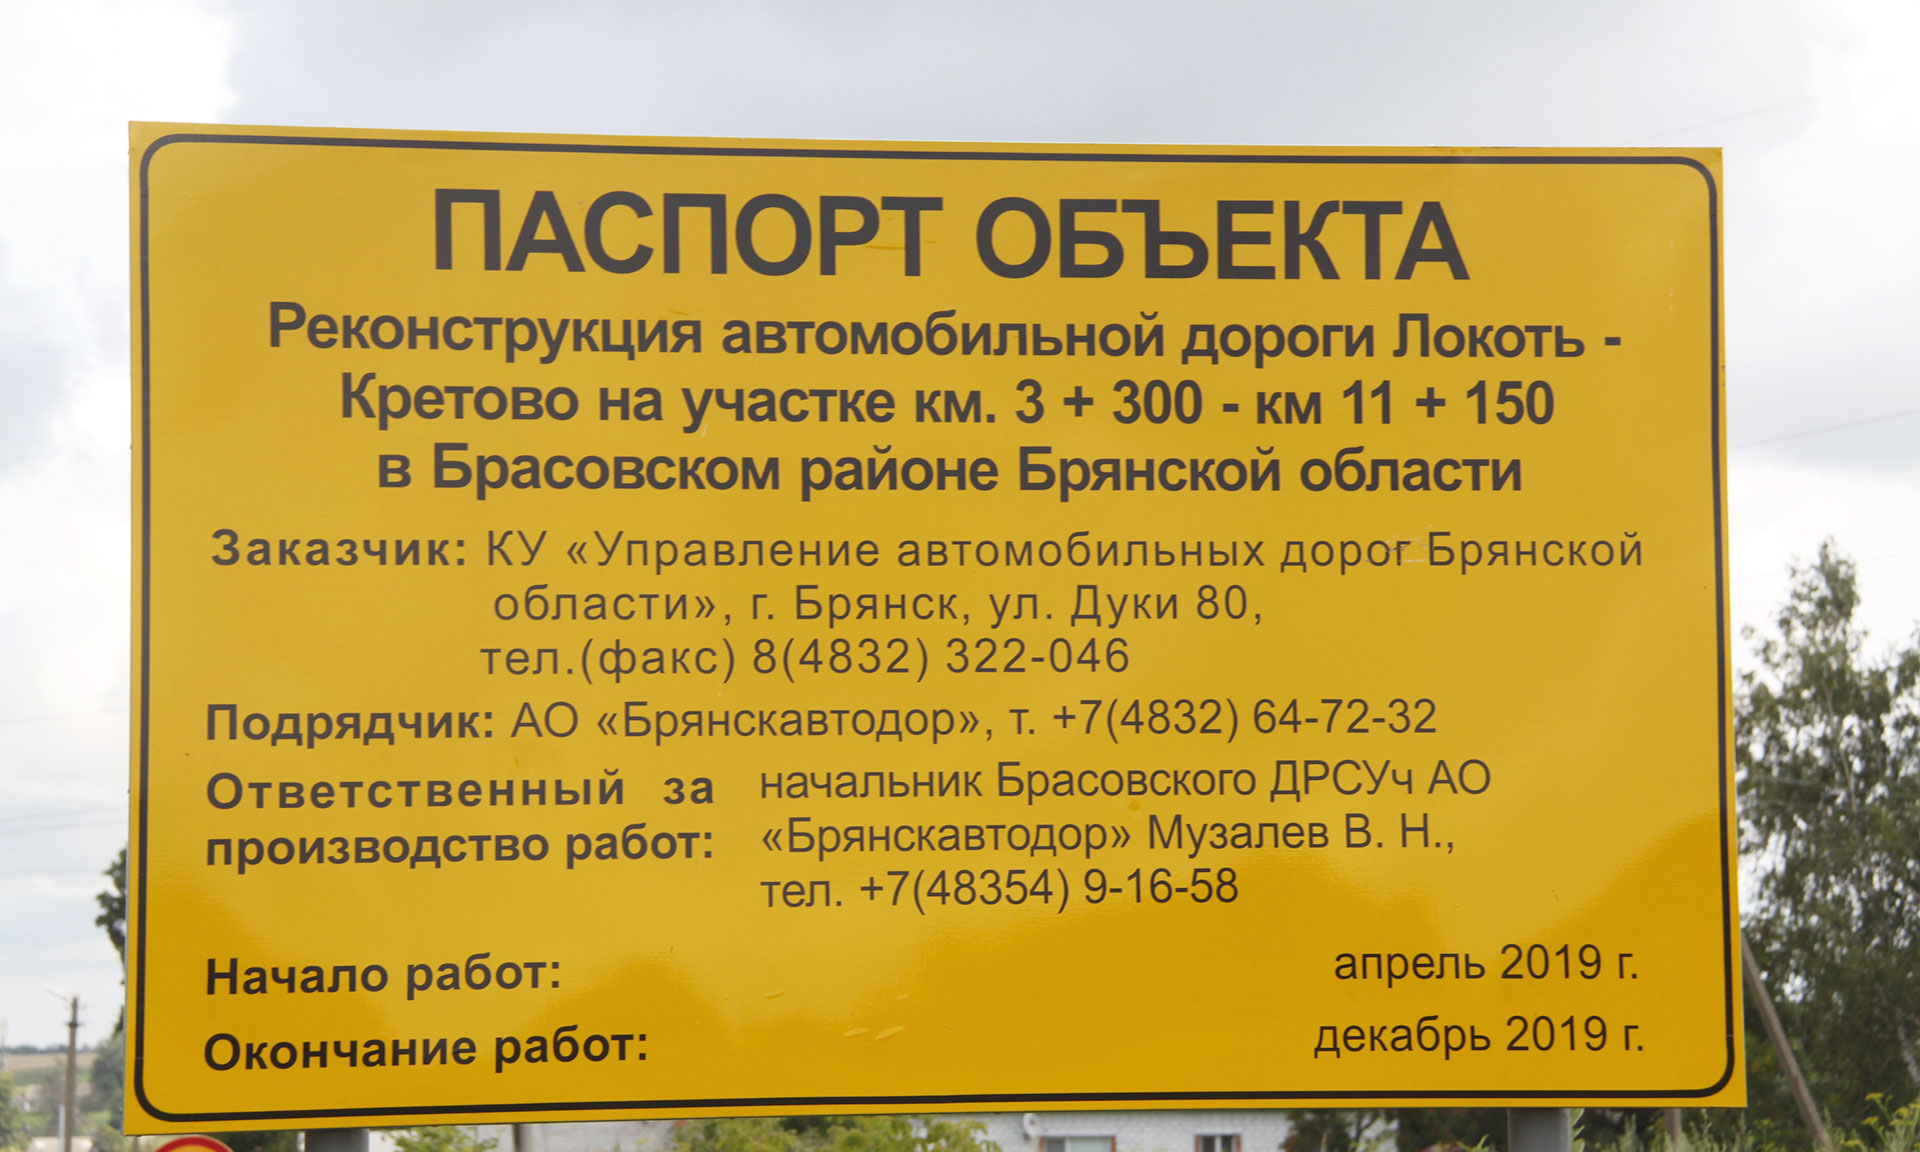 ПАСПОРТ ОБЪЕКТА
Реконструкция автомобильной дороги Локоть -
Кретово на участке км. 3 + 300 - км 11 + 150
в Брасовском районе Брянской области
Заказчик: КУ «Управление автомобильных дорог Брянской
области», г. Брянск, ул. Дуки 80,
тел.(факс) 8(4832) 322-046
Подрядчик: АО «Брянскавтодор», т. +7(4832) 64-72-32
Ответственный за начальник Брасовского ДРСУч АО
производство работ: «Брянскавтодор» Музалев В. Н.,
тел. +7(48354) 9-16-58
Начало работ: апрель 2019 г.
Окончание работ: декабрь 2019 г.